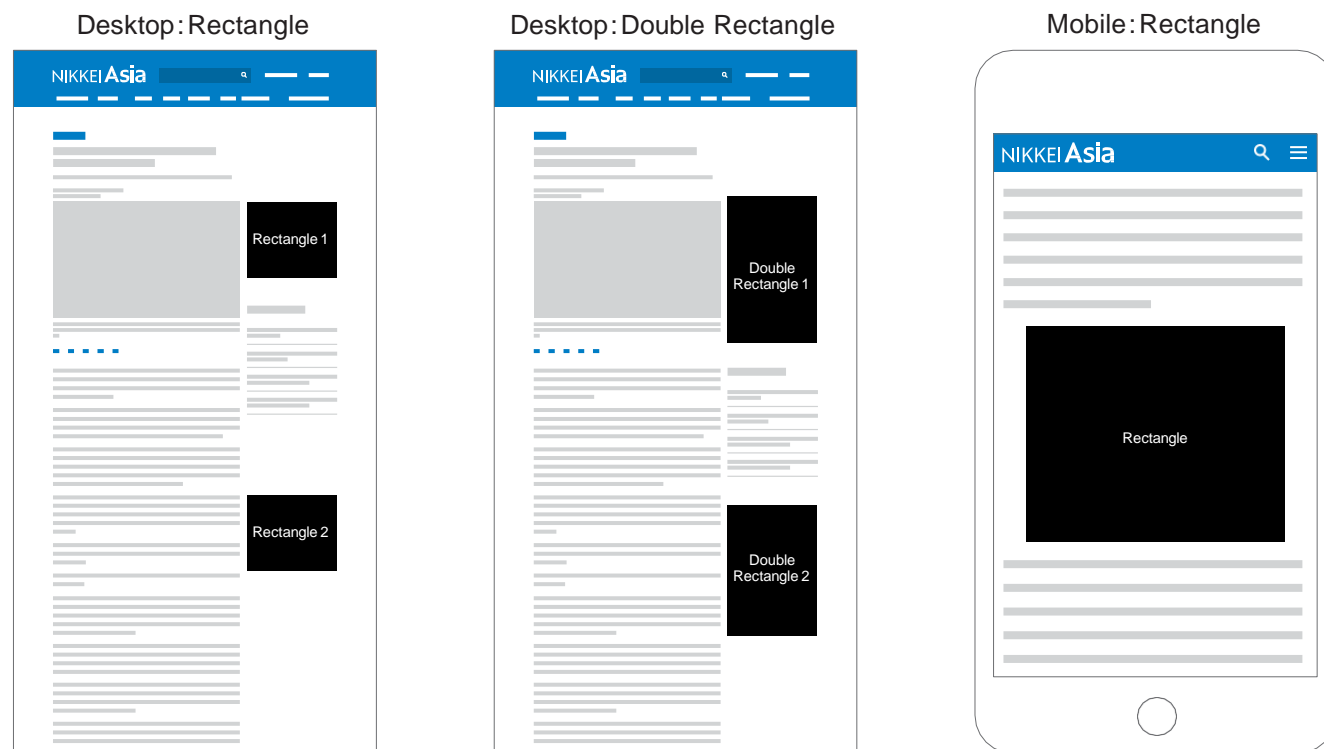 Desktop:Rectangle
NIKKEI Asia
Rectangle 1
Rectangle 2
Desktop:Double Rectangle
NIKKEI Asia
Double
Rectangle 1
Double
Rectangle 2
Mobile:Rectangle
NIKKEI Asia
Rectangle